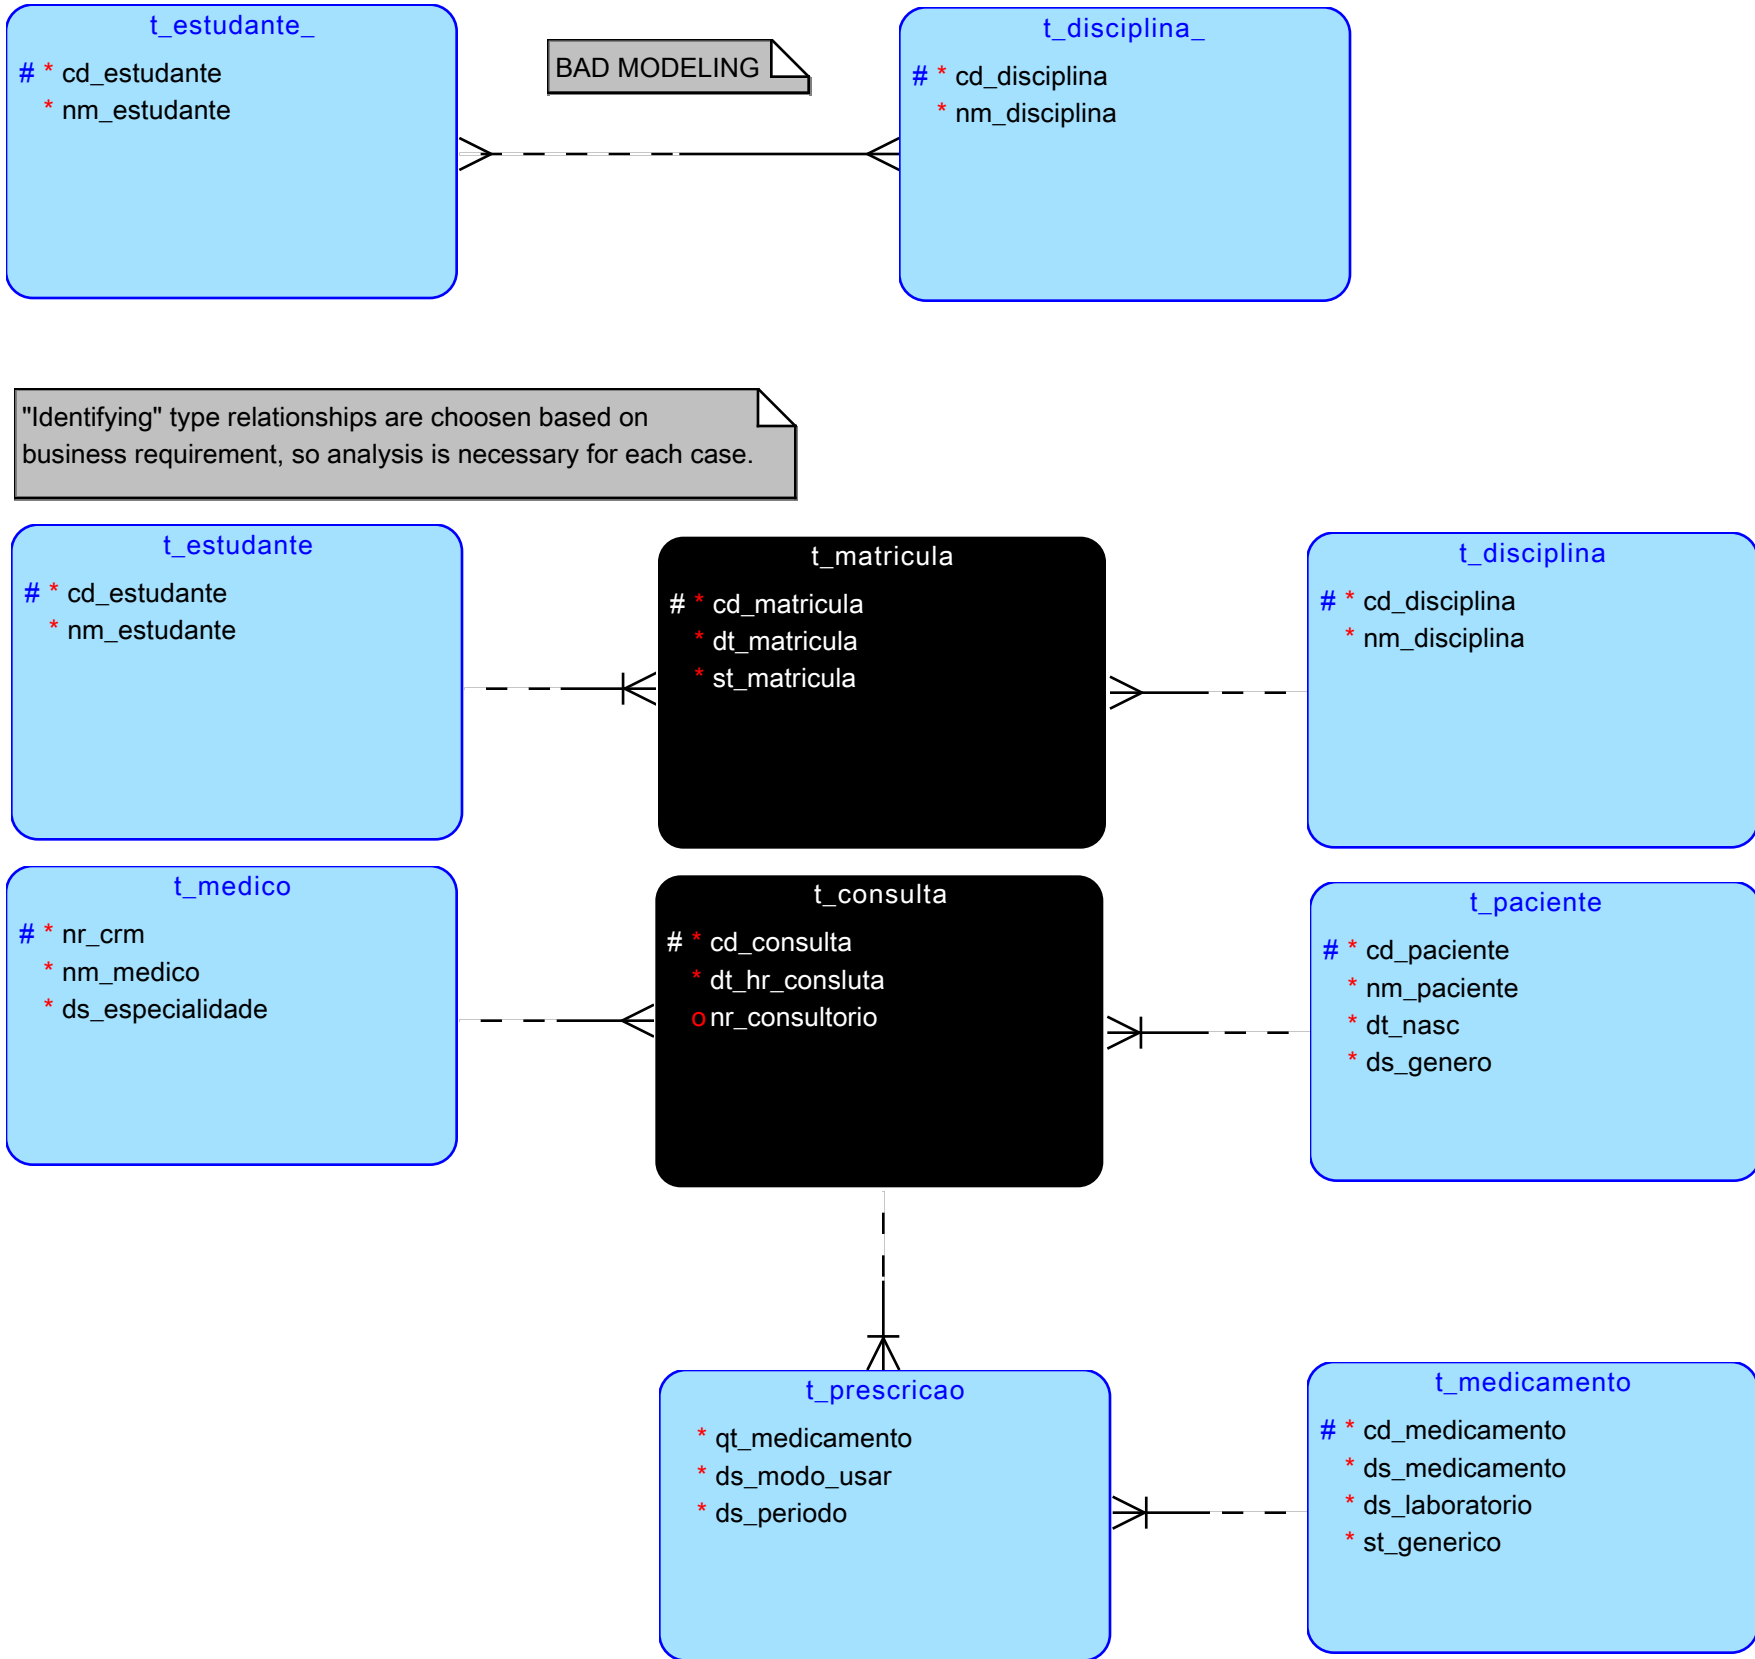 t_estudante_
# * cd_estudante
* nm_estudante
BAD MODELING
t_disciplina_
# * cd_disciplina
* nm_disciplina
"Identifying" type relationships are choosen based on
business requirement, so analysis is necessary for each case.
t_estudante
# * cd_estudante
* nm_estudante
t_matricula
# * cd_matricula
* dt_matricula
* st_matricula
t_disciplina
# * cd_disciplina
* nm_disciplina
t_medico
# * nr_crm
* nm_medico
* ds_especialidade
t_consulta
# * cd_consulta
* dt_hr_consluta
o nr_consultorio
t_paciente
# * cd_paciente
* nm_paciente
* dt_nasc
* ds_genero
t_prescricao
* qt_medicamento
* ds_modo_usar
* ds_periodo
t_medicamento
# * cd_medicamento
* ds_medicamento
* ds_laboratorio
* st_generico